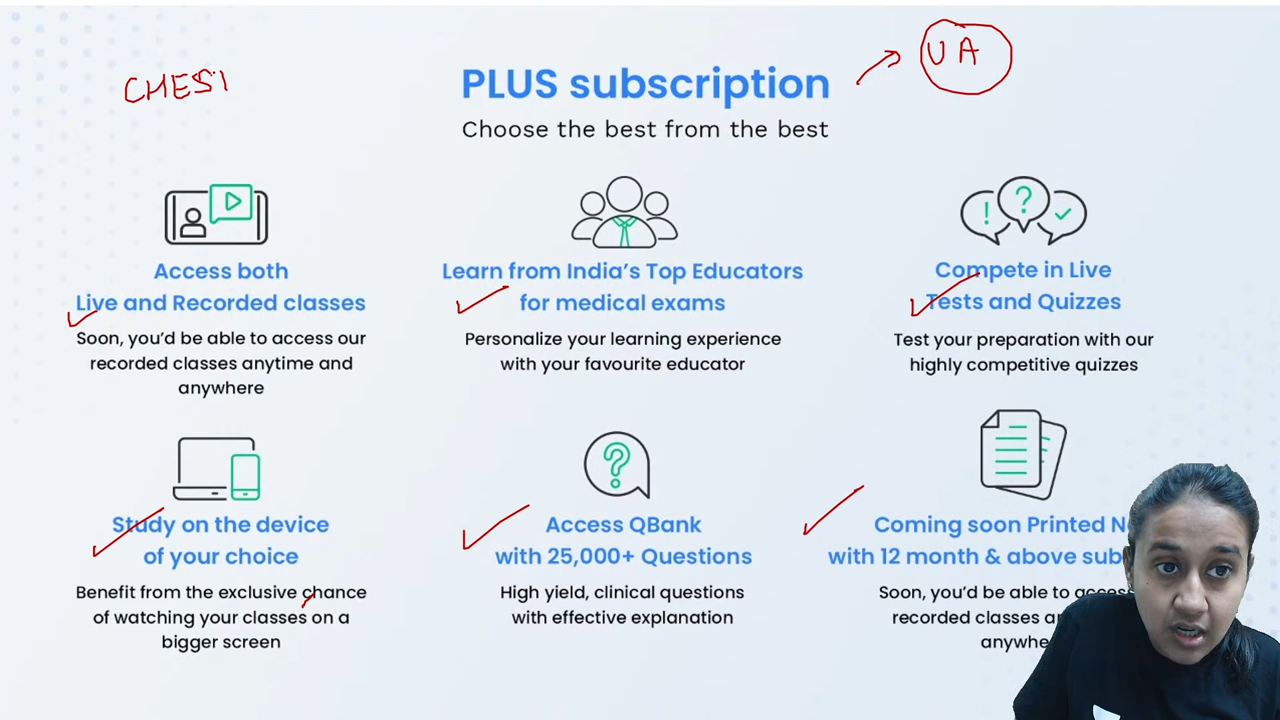 UA
CHEST
PLUS subscription
Choose the best from the best
Access both
Live and Recorded classes
Soon, you'd be able to access our
recorded classes anytime and
anywhere
Learn from India's Top Educators
for medical exams
Personalize your learning experience
with your favourite educator
Compete in Live
Tests and Quizzes
Test your preparation with our
highly competitive quizzes
Study on the device
of your choice
Benefit from the exclusive chance
of watching your classes on a
bigger screen
Access QBank
with 25,000+ Questions
High yield, clinical questions
with effective explanation
Coming soon Printed
with 12 month & above
Soon, you'd be able to
recorded classes